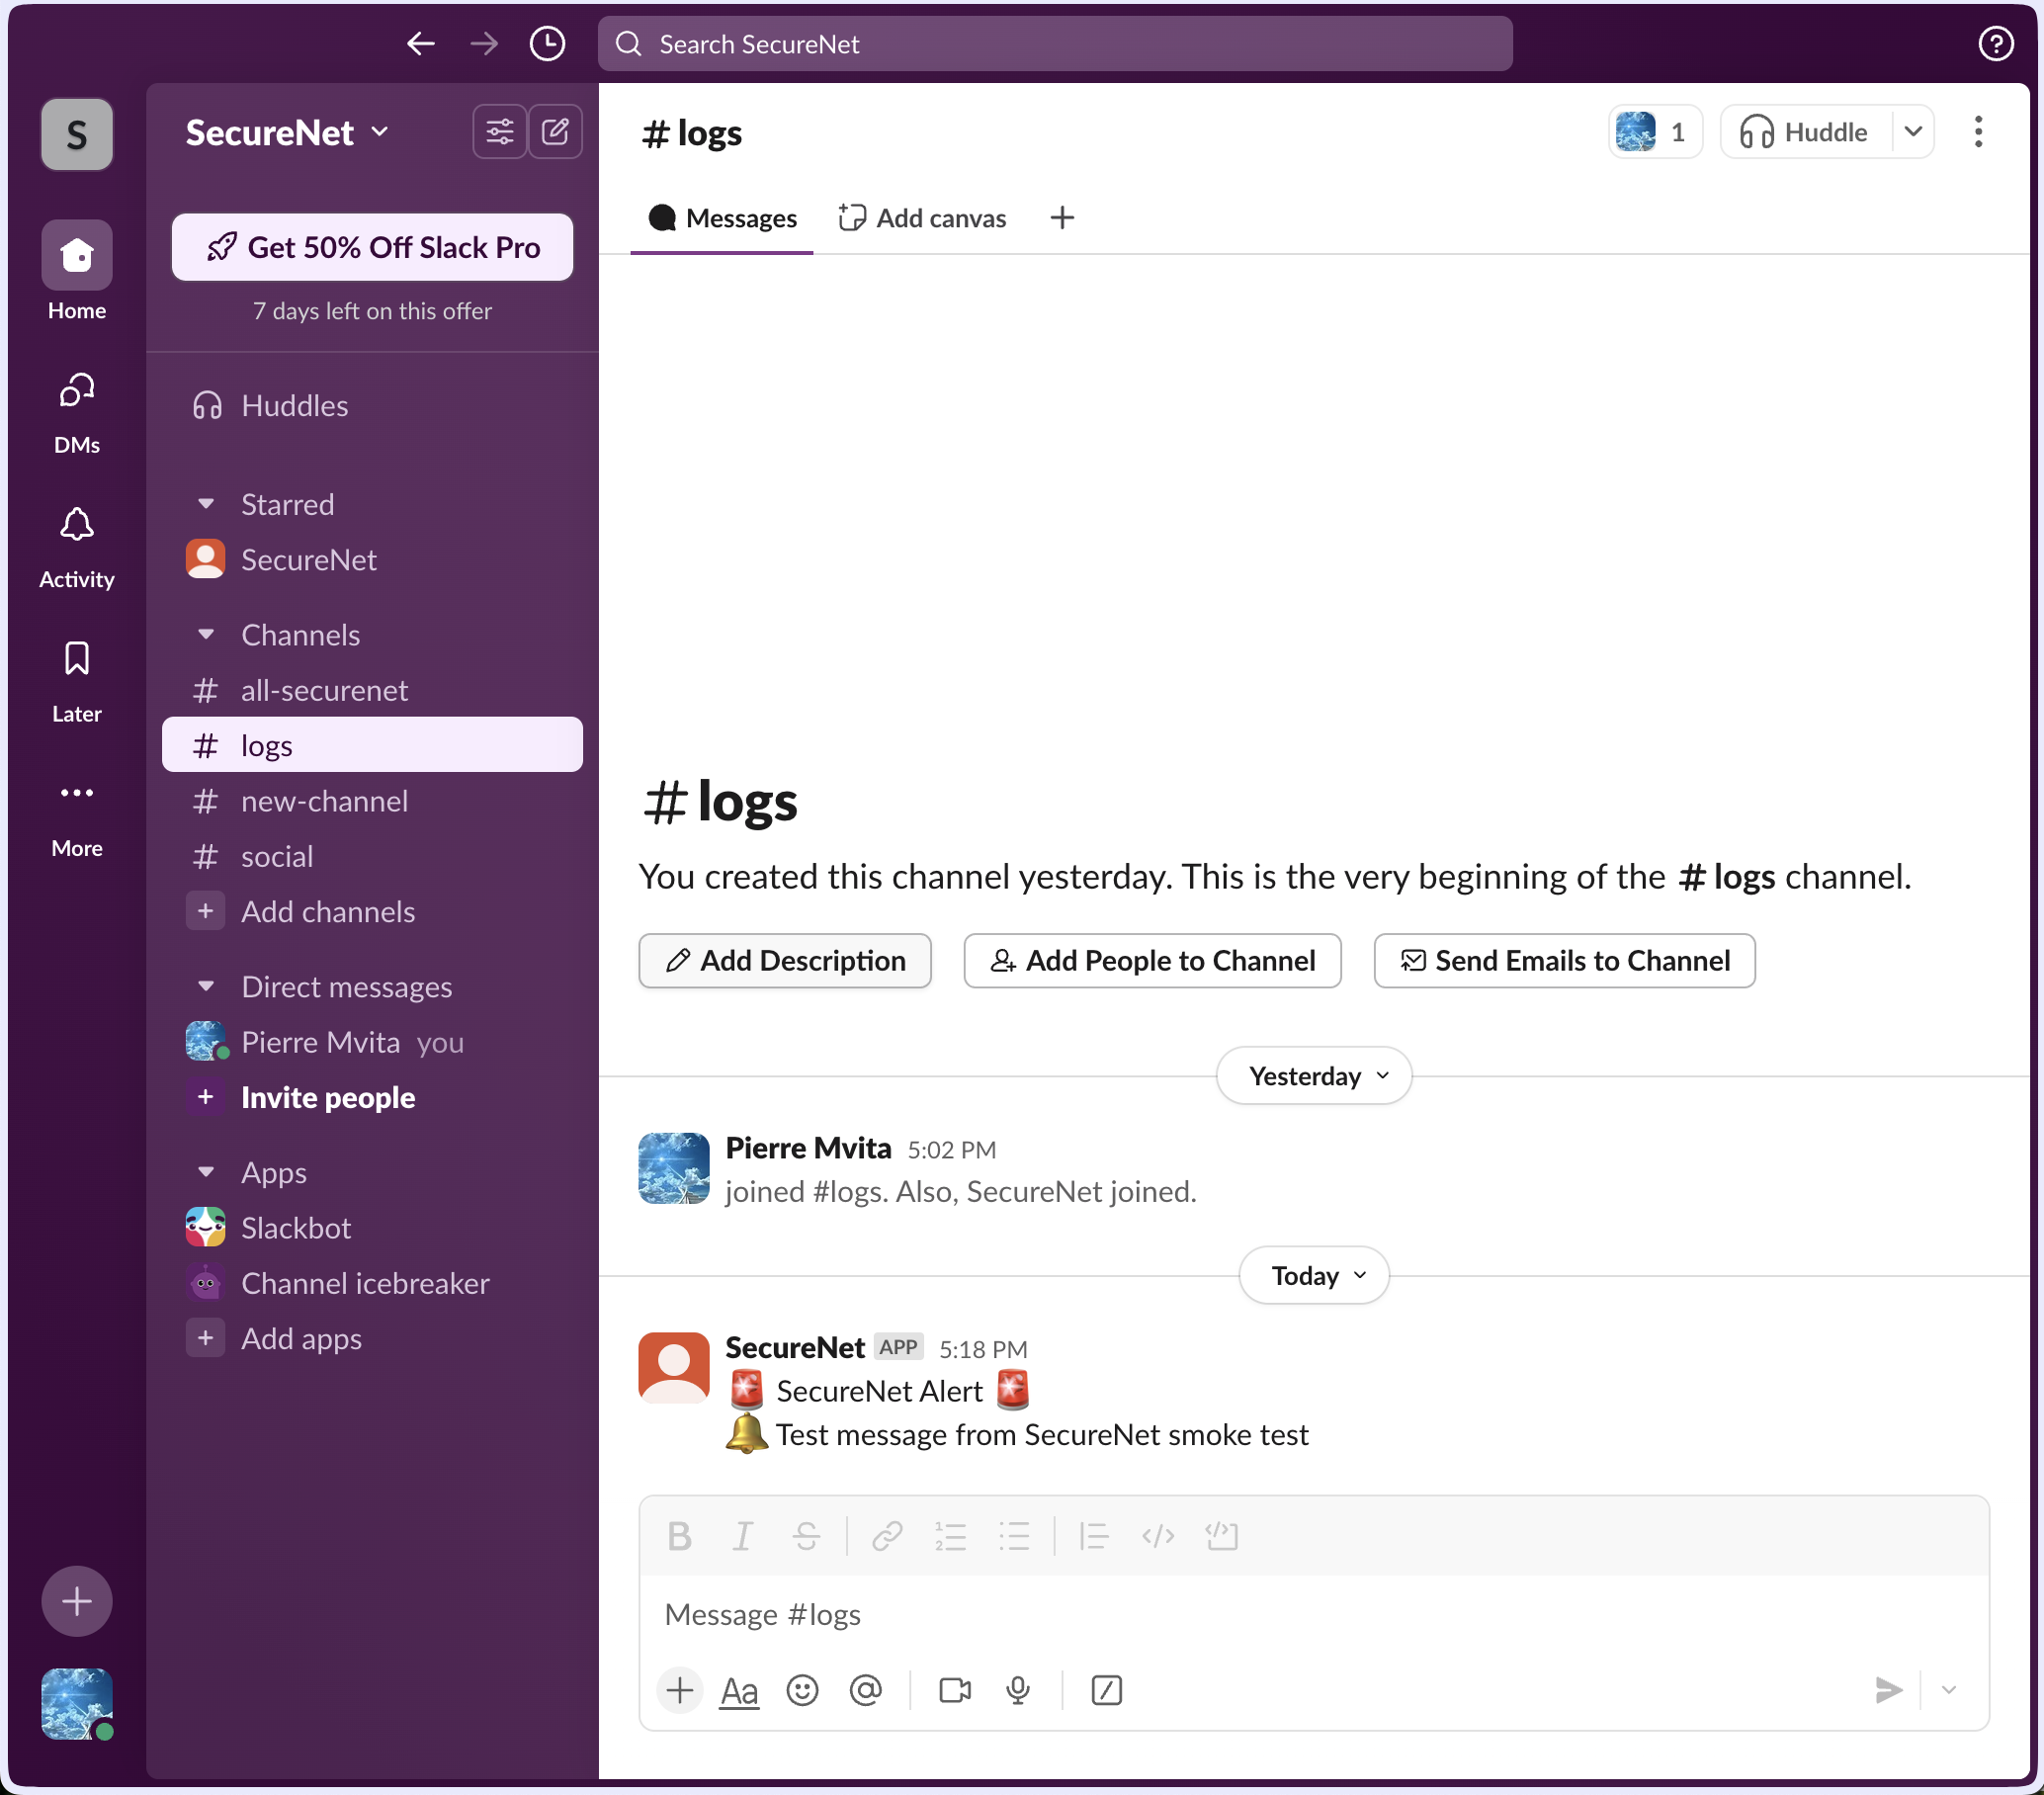 Search SecureNet
S
SecureNet
Get 50% Off Slack Pro
7 days left on this offer
Home
DMs
Activity
Later
More
Huddles
Starred
SecureNet
Channels
# all-securenet
# logs
# new-channel
# social
+ Add channels
Direct messages
Pierre Mvita you
+ Invite people
Apps
Slackbot
Channel icebreaker
+ Add apps
# logs
1
Huddle
Messages
Add canvas
# logs
You created this channel yesterday. This is the very beginning of the # logs channel.
Add Description
Add People to Channel
Send Emails to Channel
Yesterday
Pierre Mvita 5:02 PM
joined #logs. Also, SecureNet joined.
Today
SecureNet APP 5:18 PM
🚨 SecureNet Alert 🚨
🔔 Test message from SecureNet smoke test
B I S
Message #logs
Aa